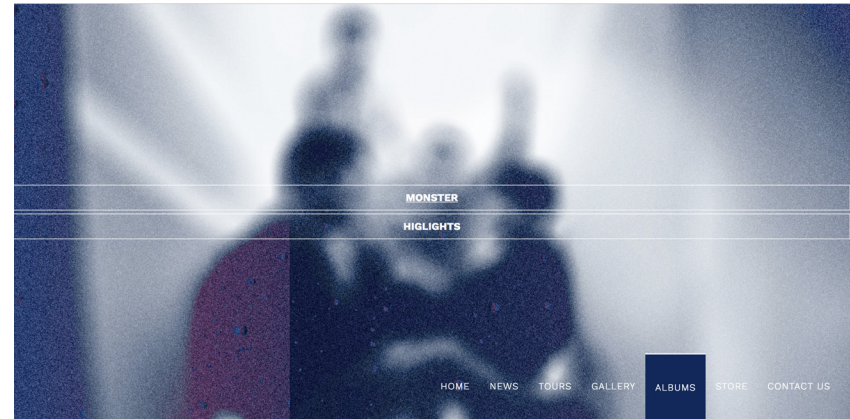 MONSTER
HIGLIGHTS
HOME NEWS TOURS GALLERY ALBUMS STORE CONTACT US